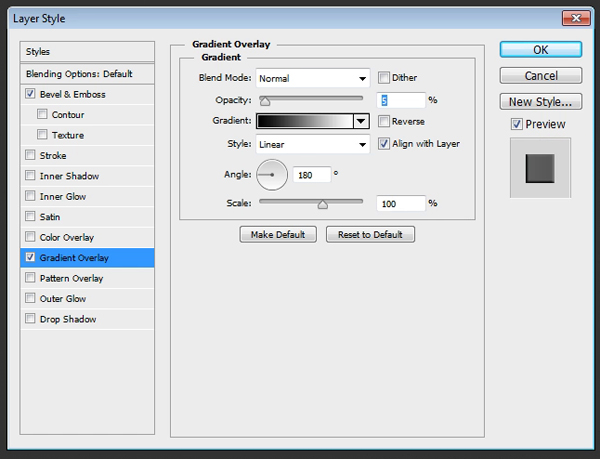 Layer Style
Styles
Blending Options: Default
Bevel & Emboss
Contour
Texture
Stroke
Inner Shadow
Inner Glow
Satin
Color Overlay
Gradient Overlay
Pattern Overlay
Outer Glow
Drop Shadow
Gradient Overlay
Gradient
Blend Mode: Normal Dither
Opacity: 5 %
Gradient: Reverse
Style: Linear Align with Layer
Angle: 180 °
Scale: 100 %
Make Default Reset to Default
OK
Cancel
New Style...
Preview